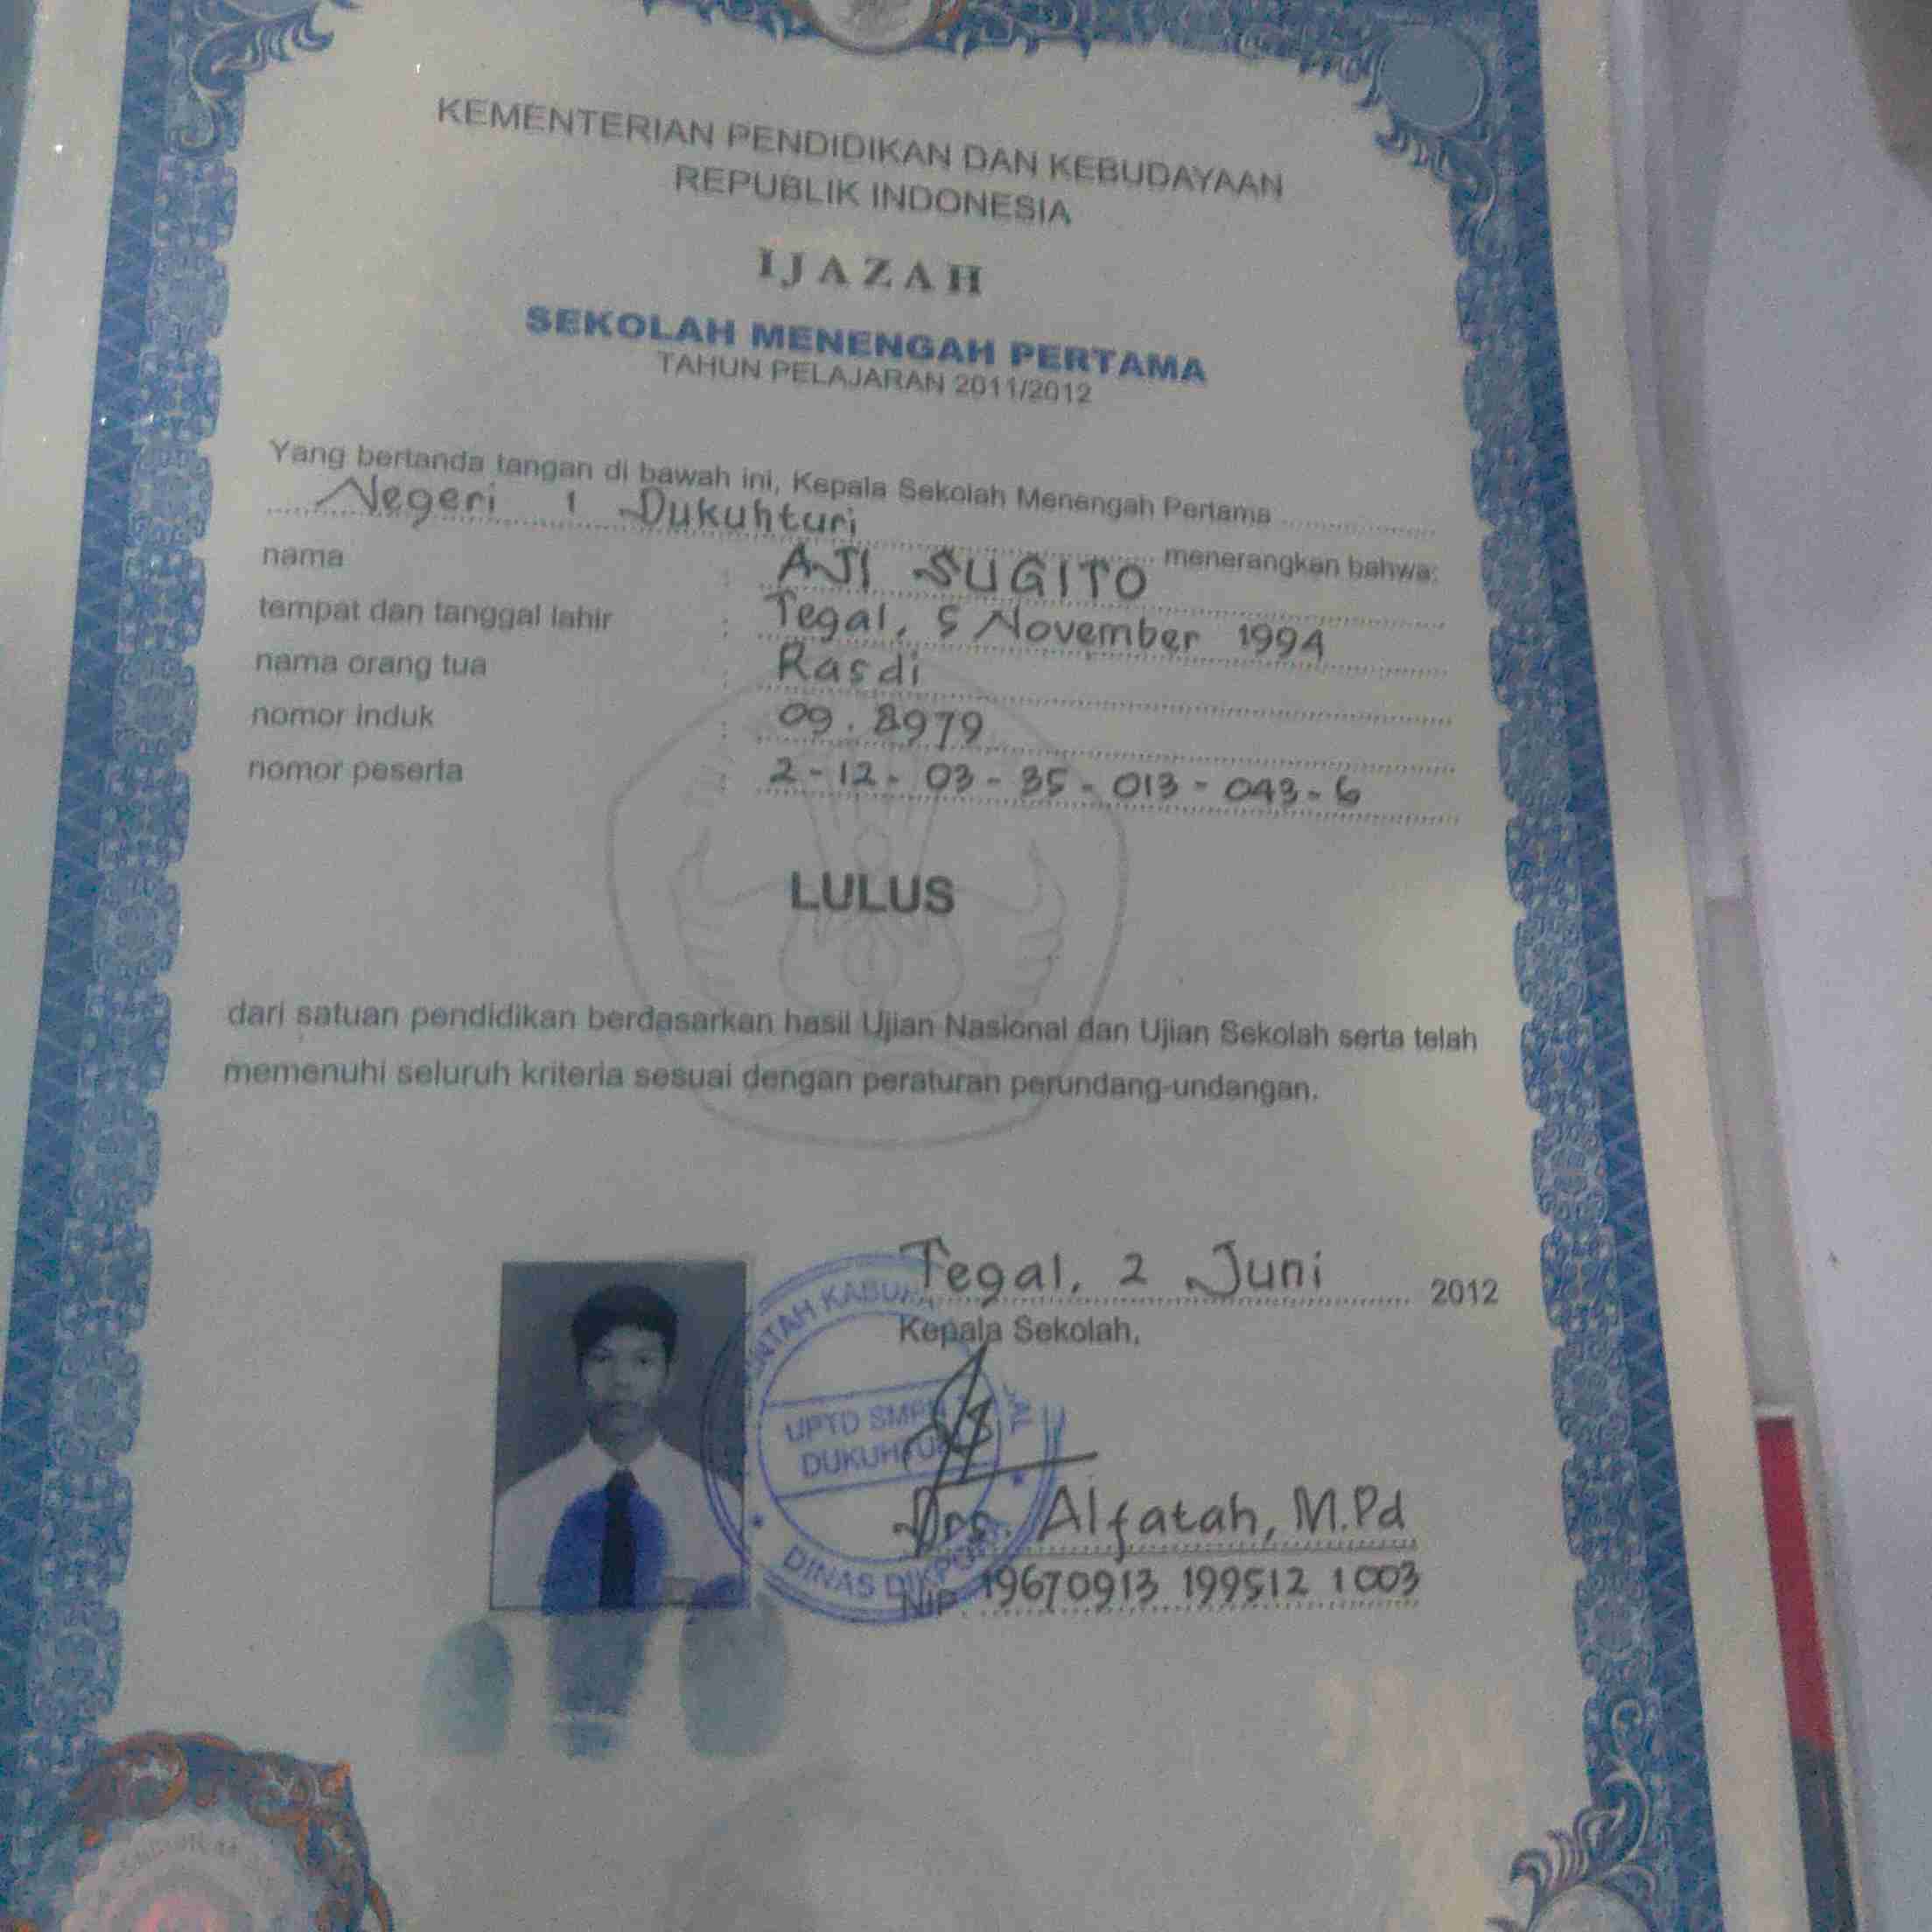 KEMENTERIAN PENDIDIKAN DAN KEBUDAYAAN
REPUBLIK INDONESIA
IJAZAH
SEKOLAH MENENGAH PERTAMA
TAHUN PELAJARAN 2011/2012
Yang bertanda tangan di bawah ini, Kepala Sekolah Menengah Pertama
Negeri 1 Dukuhturi menerangkan bahwa:
nama : AJI SUGITO
tempat dan tanggal lahir : Tegal, 5 November 1994
nama orang tua : Rasdi
nomor induk : 09.8979
nomor peserta : 2-12-03-35-013-043-6
LULUS
dari satuan pendidikan berdasarkan hasil Ujian Nasional dan Ujian Sekolah serta telah
memenuhi seluruh kriteria sesuai dengan peraturan perundang-undangan.
Tegal, 2 Juni 2012
Kepala Sekolah,
UPTD
Drs. Alfatah, M.Pd
DINAS
NIP. 19670913 199512 1 003